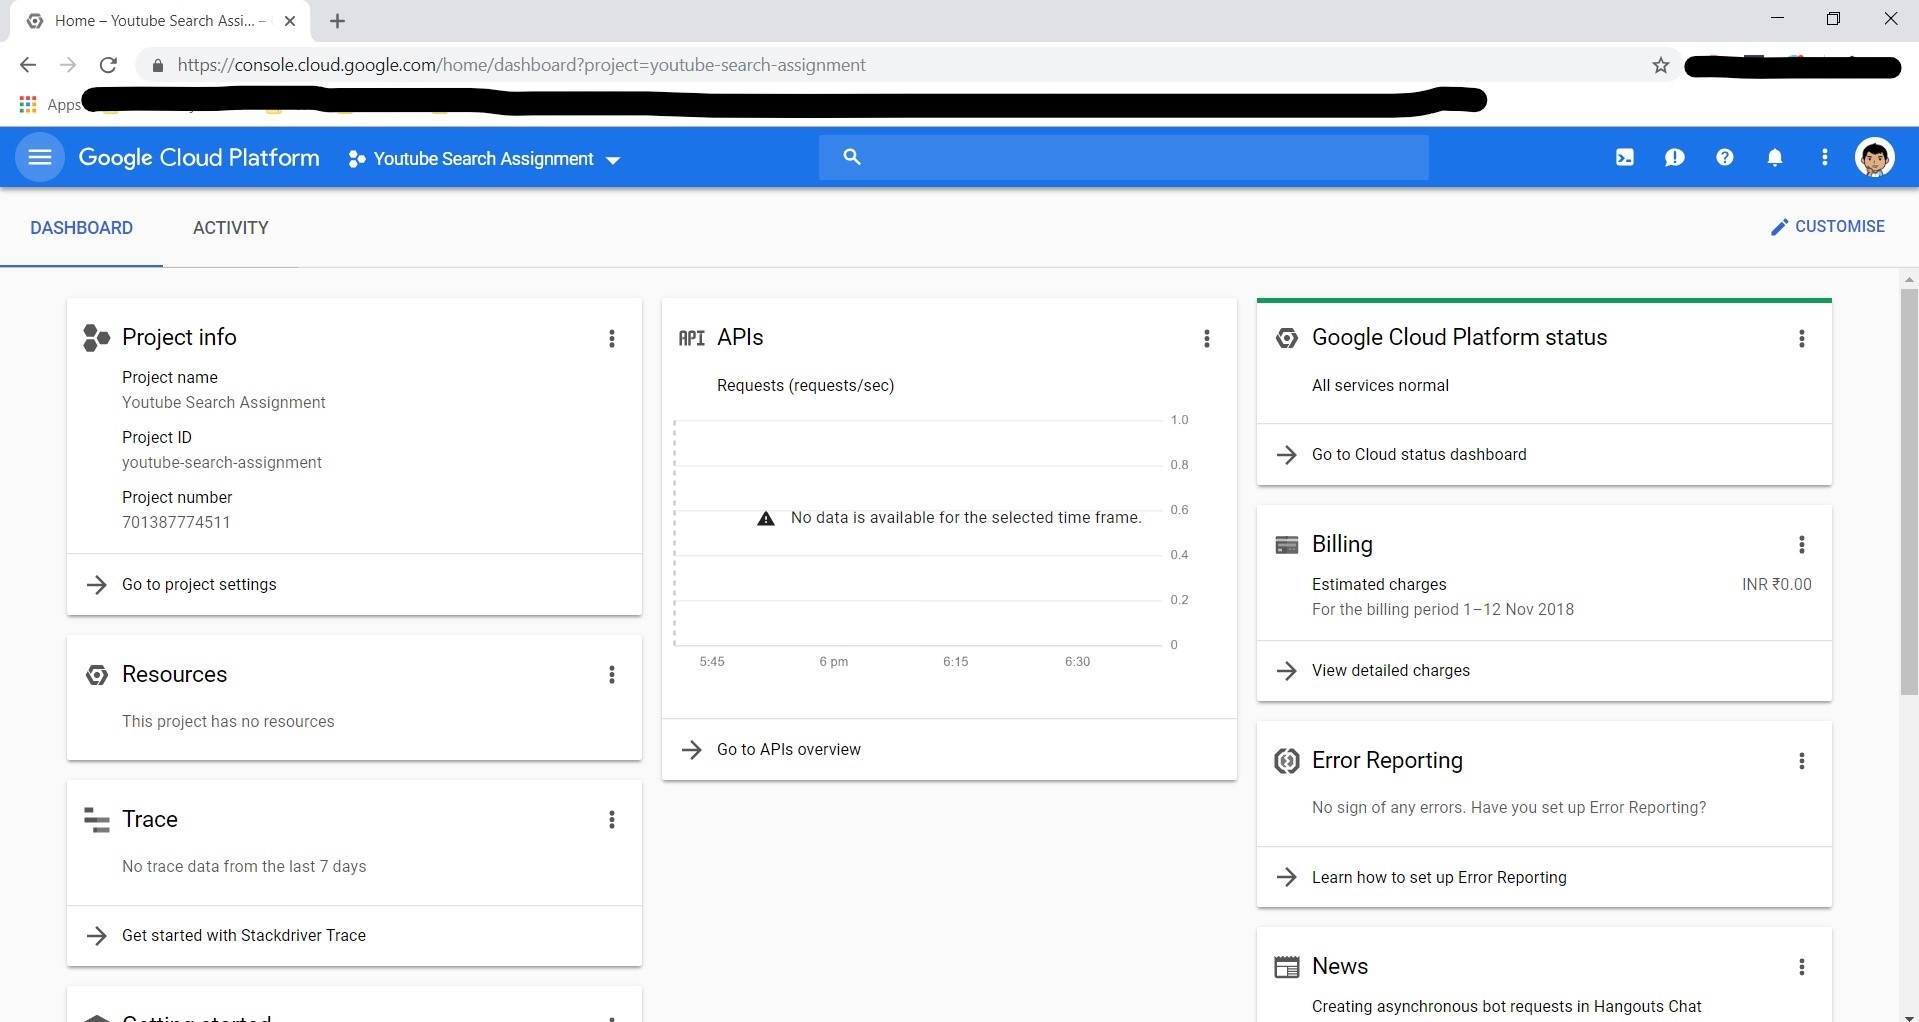 Home – Youtube Search Assi... –
https://console.cloud.google.com/home/dashboard?project=youtube-search-assignment
Apps
Google Cloud Platform
Youtube Search Assignment
DASHBOARD
ACTIVITY
CUSTOMISE
Project info
Project name
Youtube Search Assignment
Project ID
youtube-search-assignment
Project number
701387774511
Go to project settings
Resources
This project has no resources
Trace
No trace data from the last 7 days
Get started with Stackdriver Trace
Getting started
API APIs
Requests (requests/sec)
1.0
0.8
No data is available for the selected time frame.
0.6
0.4
0.2
0
5:45 6 pm 6:15 6:30
Go to APIs overview
Google Cloud Platform status
All services normal
Go to Cloud status dashboard
Billing
Estimated charges INR ₹0.00
For the billing period 1–12 Nov 2018
View detailed charges
Error Reporting
No sign of any errors. Have you set up Error Reporting?
Learn how to set up Error Reporting
News
Creating asynchronous bot requests in Hangouts Chat